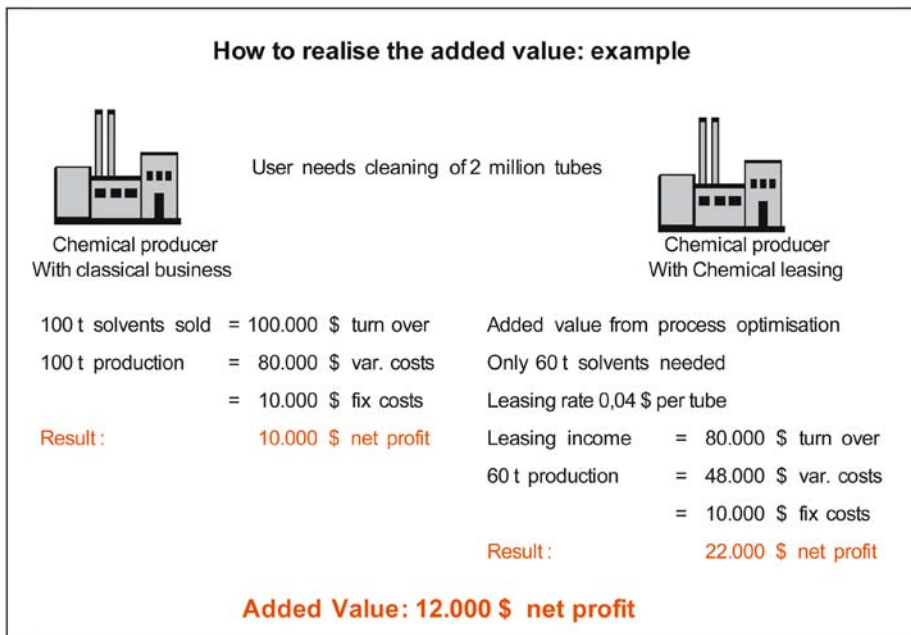 How to realise the added value: example
User needs cleaning of 2 million tubes
Chemical producer
With classical business
100 t solvents sold = 100.000 $ turn over
100 t production = 80.000 $ var. costs
= 10.000 $ fix costs
Result: 10.000 $ net profit
Chemical producer
With Chemical leasing
Added value from process optimisation
Only 60 t solvents needed
Leasing rate 0,04 $ per tube
Leasing income = 80.000 $ turn over
60 t production = 48.000 $ var. costs
= 10.000 $ fix costs
Result: 22.000 $ net profit
Added Value: 12.000 $ net profit